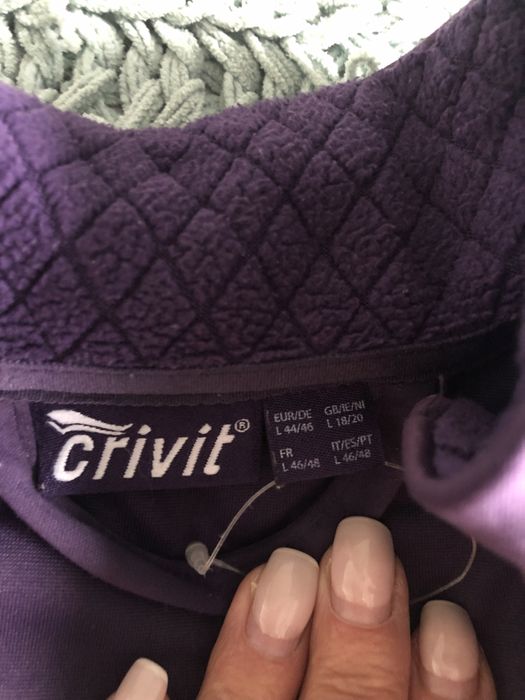 crivit®
EUR/DE GB/IE/NI
L 44/46 L 18/20
FR IT/ES/PT
L 46/48 L 46/48